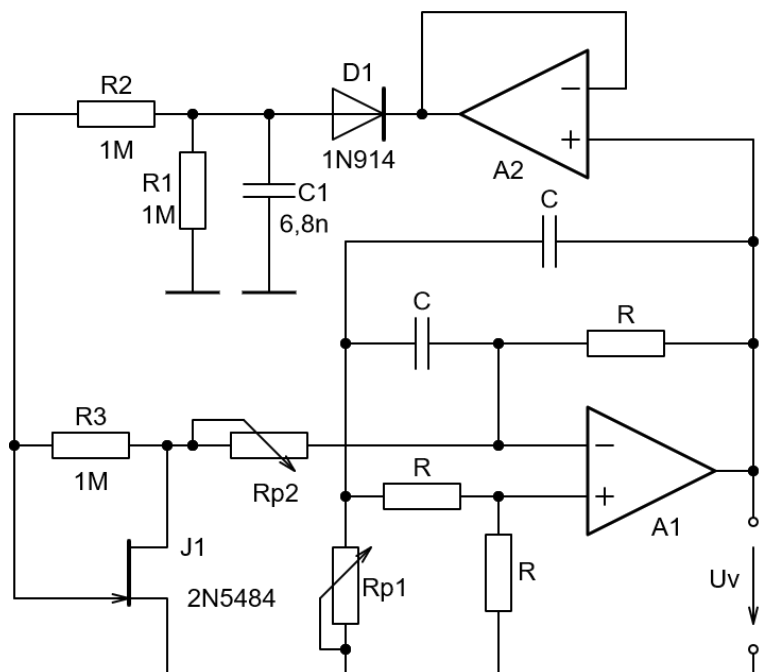 R2
1M
R1
1M
C1
6,8n
D1
1N914
−
+
A2
C
C
R
R3
1M
Rp2
−
+
A1
R
J1
2N5484
Rp1
R
Uv